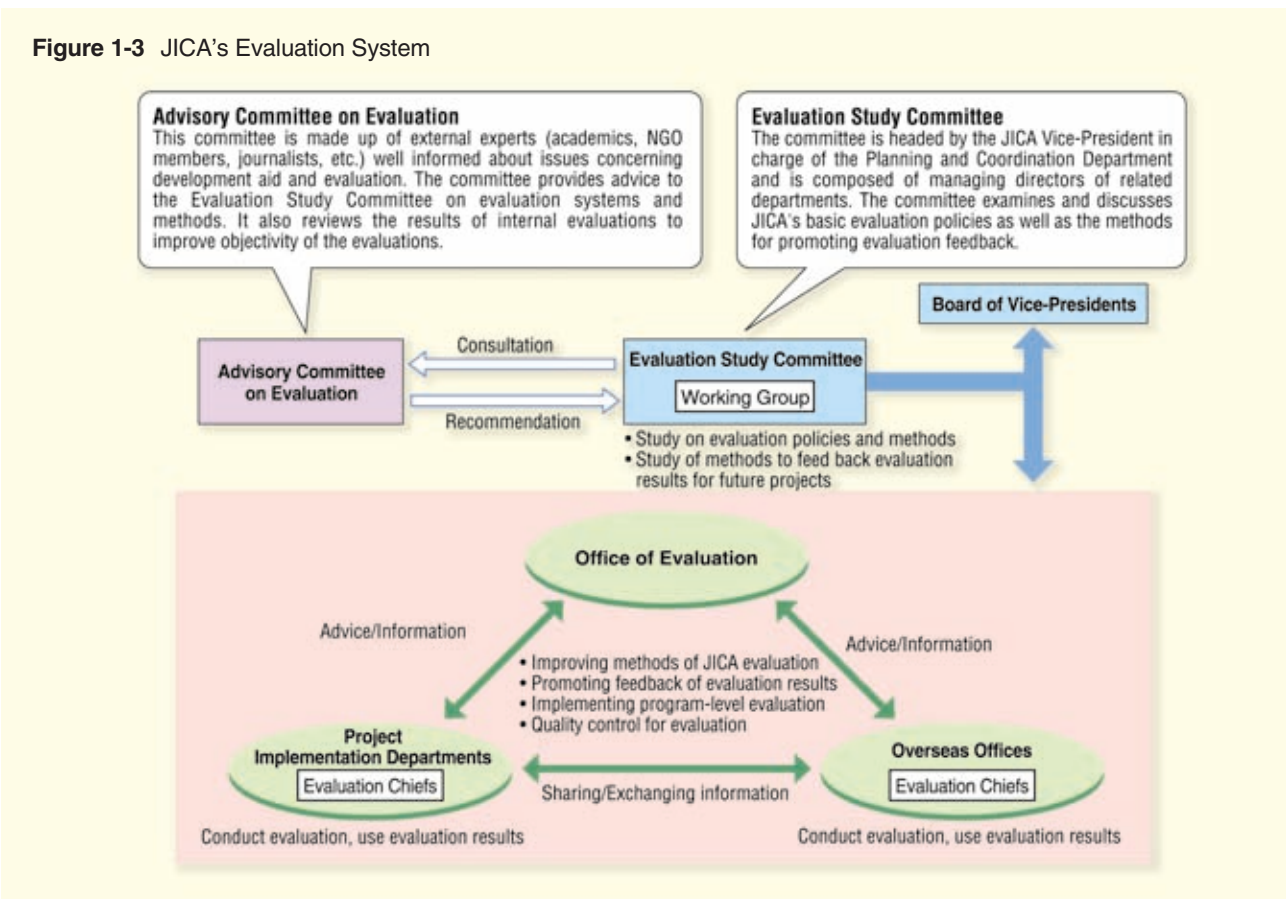 Figure 1-3 JICA's Evaluation System
Advisory Committee on Evaluation
This committee is made up of external experts (academics, NGO
members, journalists, etc.) well informed about issues concerning
development aid and evaluation. The committee provides advice to
the Evaluation Study Committee on evaluation systems and
methods. It also reviews the results of internal evaluations to
improve objectivity of the evaluations.
Evaluation Study Committee
The committee is headed by the JICA Vice-President in
charge of the Planning and Coordination Department
and is composed of managing directors of related
departments. The committee examines and discusses
JICA's basic evaluation policies as well as the methods
for promoting evaluation feedback.
Board of Vice-Presidents
Advisory Committee
on Evaluation
Consultation
Recommendation
Evaluation Study Committee
Working Group
• Study on evaluation policies and methods
• Study of methods to feed back evaluation
results for future projects
Office of Evaluation
Advice/Information
Advice/Information
• Improving methods of JICA evaluation
• Promoting feedback of evaluation results
• Implementing program-level evaluation
• Quality control for evaluation
Project
Implementation Departments
Evaluation Chiefs
Conduct evaluation, use evaluation results
Sharing/Exchanging information
Overseas Offices
Evaluation Chiefs
Conduct evaluation, use evaluation results